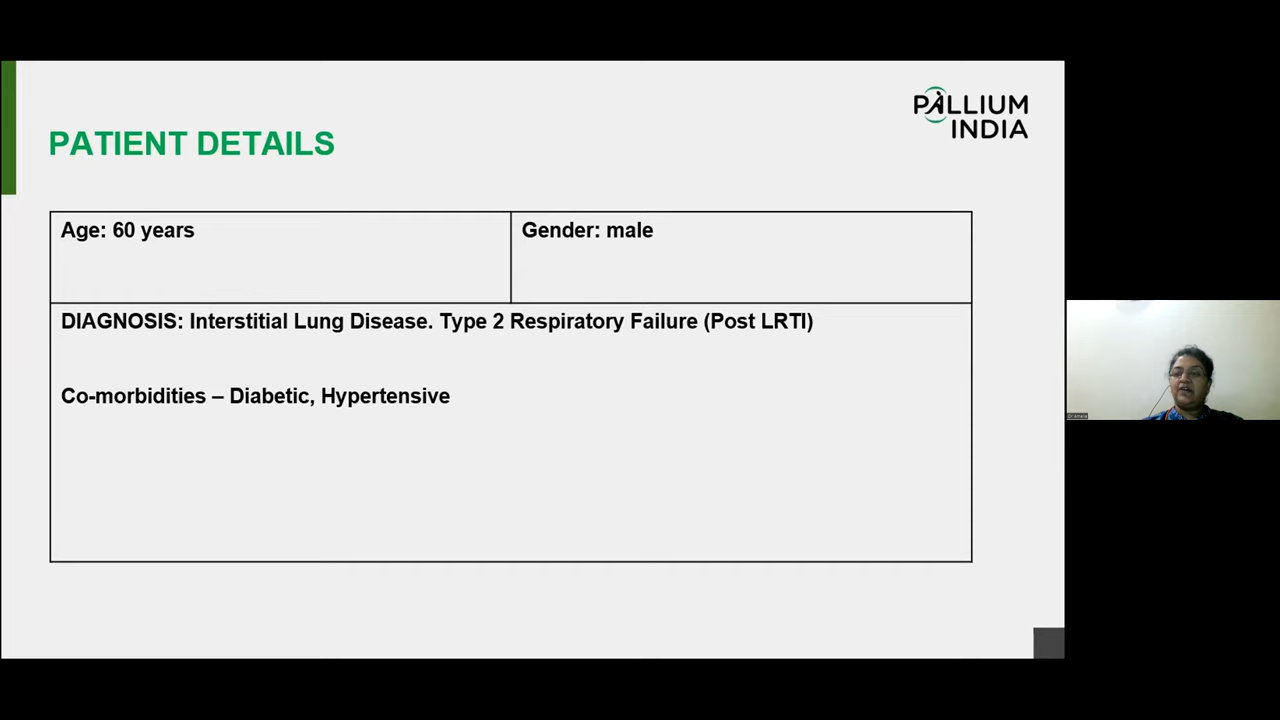 PALLIUM
INDIA
PATIENT DETAILS
Age: 60 years
Gender: male
DIAGNOSIS: Interstitial Lung Disease. Type 2 Respiratory Failure (Post LRTI)
Co-morbidities – Diabetic, Hypertensive